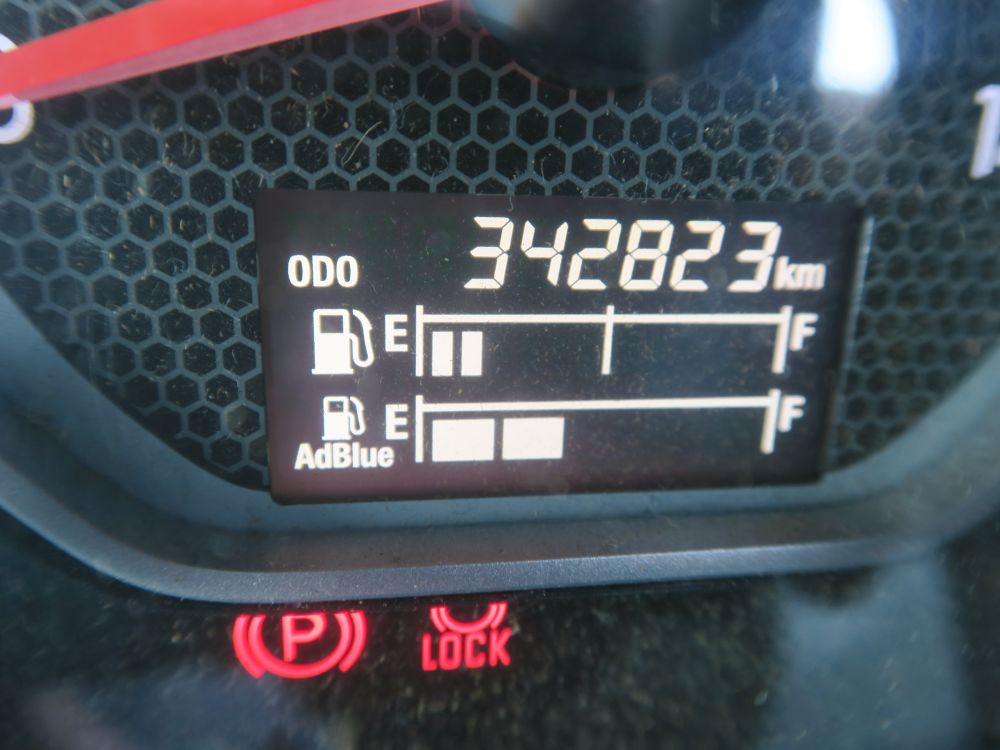 ODO 342823 km
E F
E F
AdBlue
P
LOCK